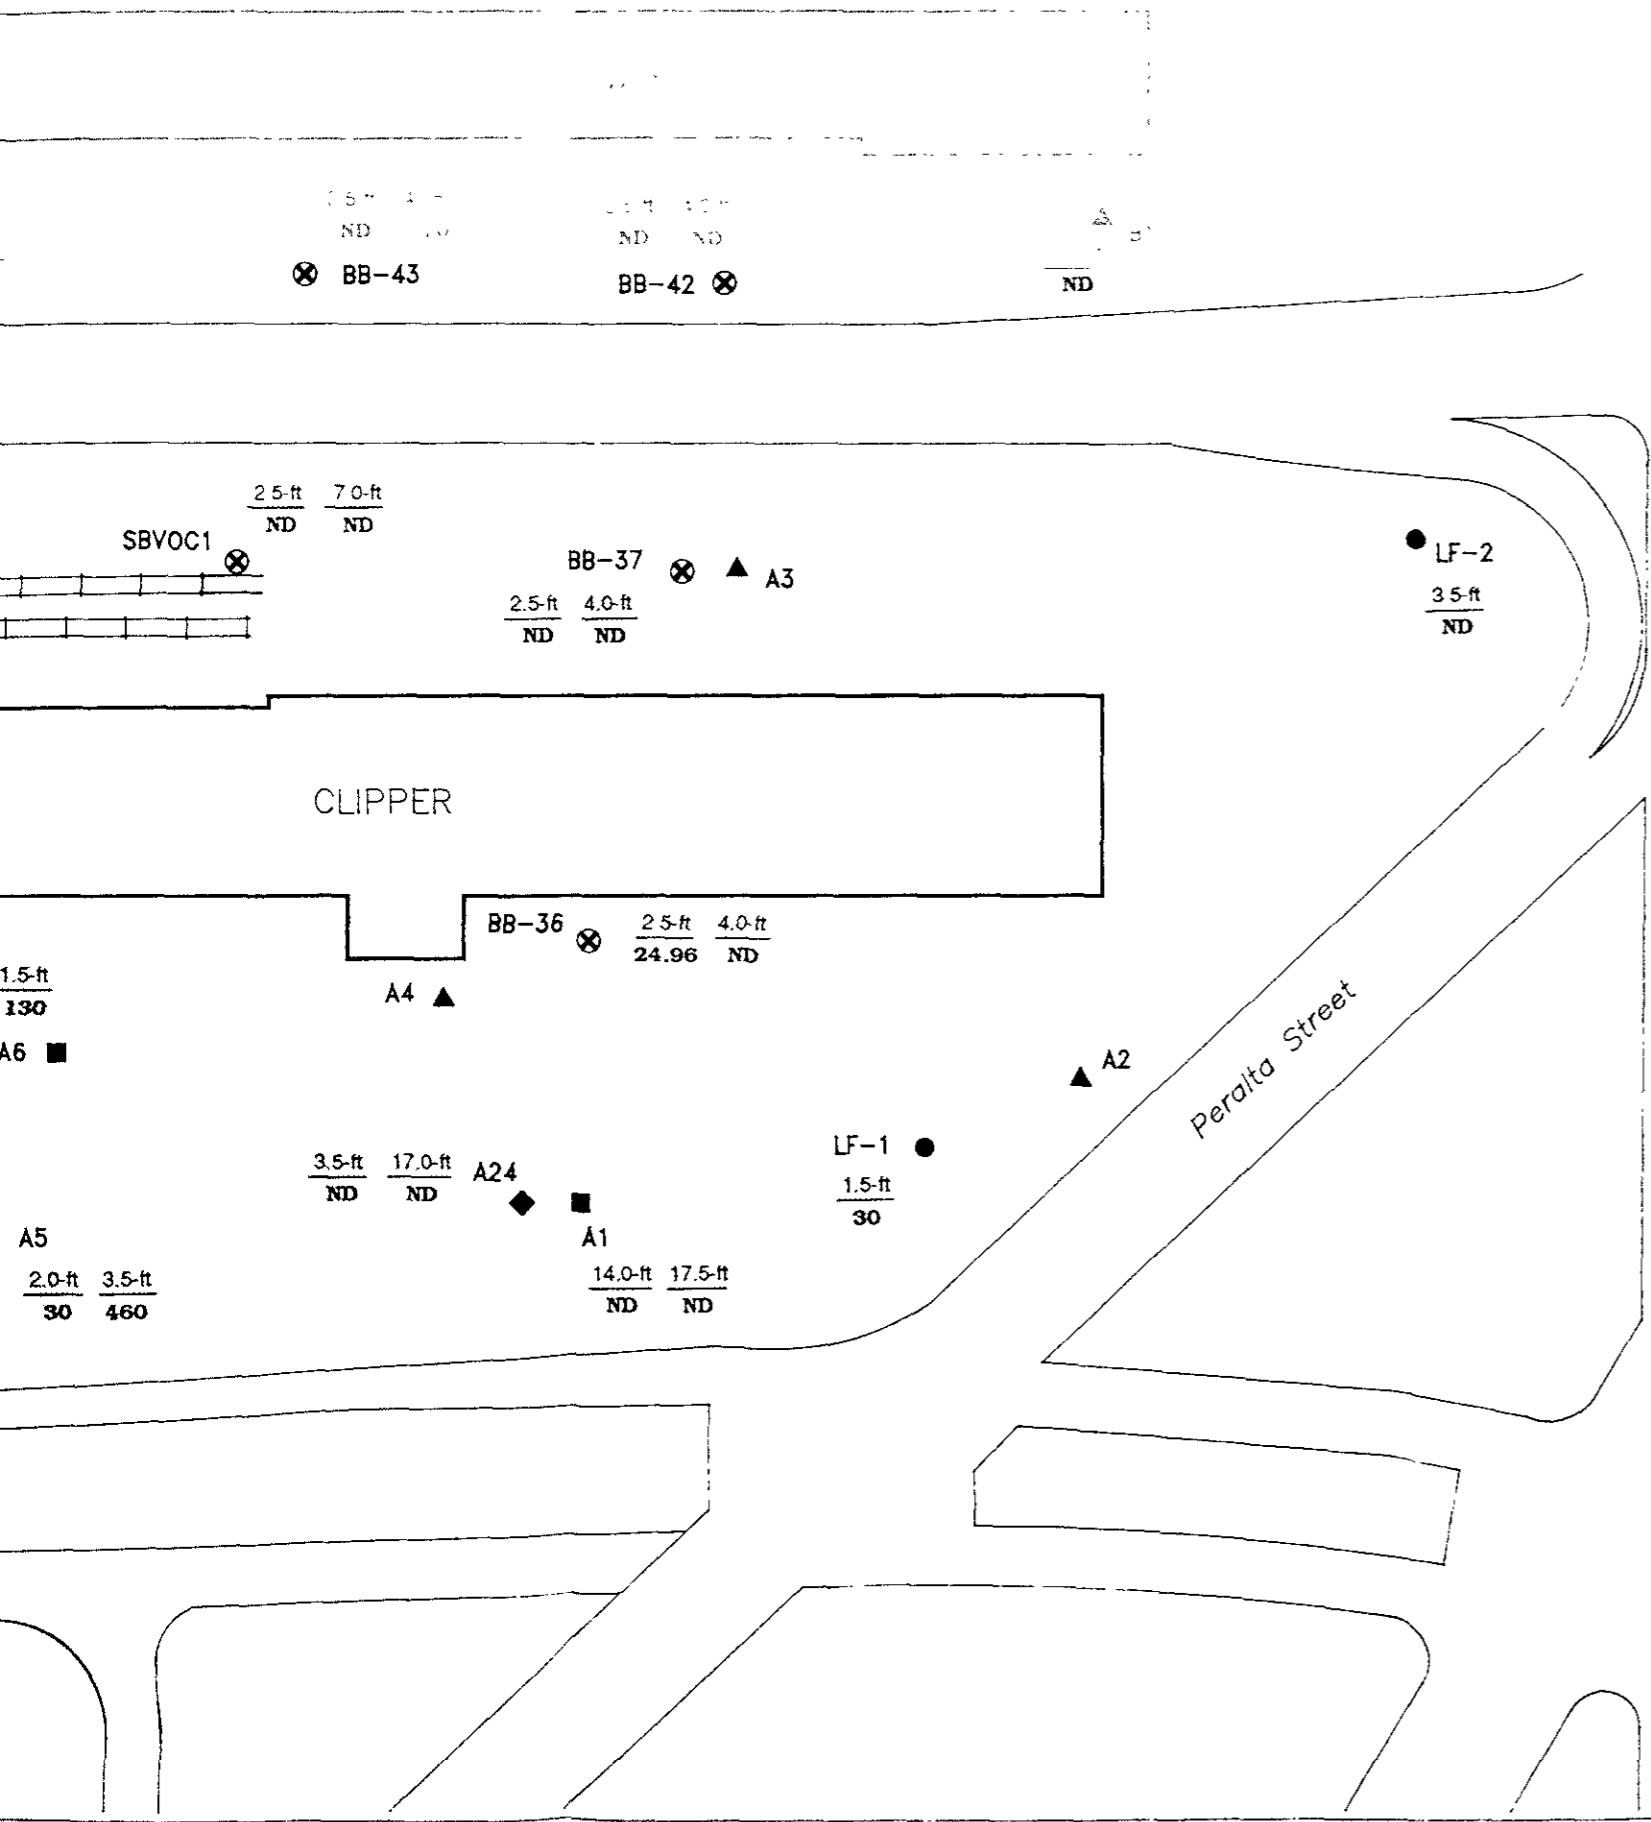 ND
ND ND
BB-43
BB-42
ND
2 5-ft 7 0-ft
ND ND
SBVOC1
BB-37
A3
2.5-ft 4.0-ft
ND ND
LF-2
3 5-ft
ND
CLIPPER
BB-36
2 5-ft 4.0-ft
24.96 ND
1.5-ft
130
A4
A6
A2
Peralta Street
LF-1
1.5-ft
30
3.5-ft 17.0-ft
ND ND
A24
A1
14.0-ft 17.5-ft
ND ND
A5
2.0-ft 3.5-ft
30 460